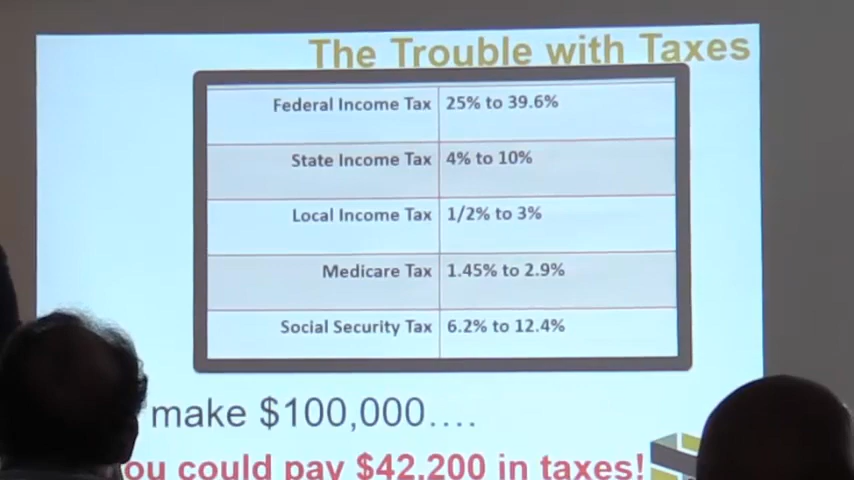 The Trouble with Taxes
Federal Income Tax 25% to 39.6%
State Income Tax 4% to 10%
Local Income Tax 1/2% to 3%
Medicare Tax 1.45% to 2.9%
Social Security Tax 6.2% to 12.4%
make $100,000....
ou could pay $42,200 in taxes!